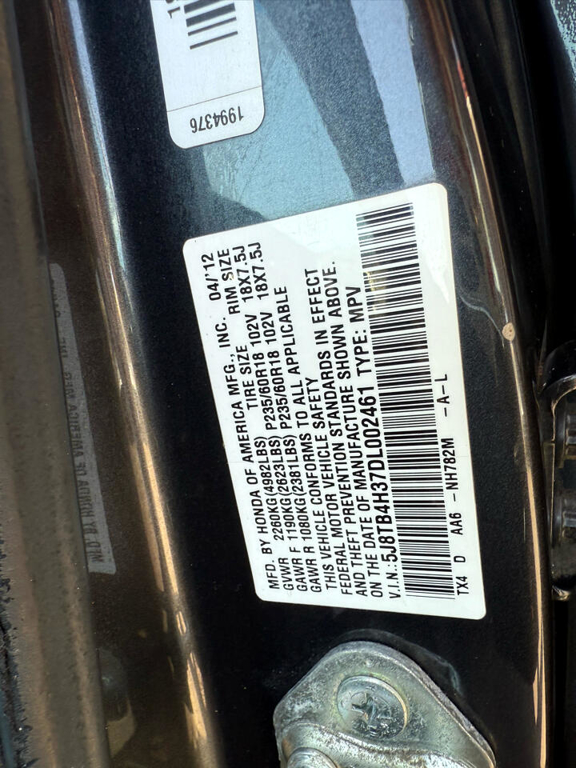 1994376
MFD. BY HONDA OF AMERICA MFG., INC. 04/'12
GVWR 2260KG(4982LBS) TIRE SIZE RIM SIZE
GAWR F 1190KG(2623LBS) P235/60R18 102V 18X7.5J
GAWR R 1080KG(2381LBS) P235/60R18 102V 18X7.5J
THIS VEHICLE CONFORMS TO ALL APPLICABLE
FEDERAL MOTOR VEHICLE SAFETY
AND THEFT PREVENTION STANDARDS IN EFFECT
ON THE DATE OF MANUFACTURE SHOWN ABOVE.
V.I.N.:5J8TB4H37DL002461 TYPE: MPV
TX4 D AA6 -NH782M -A-L